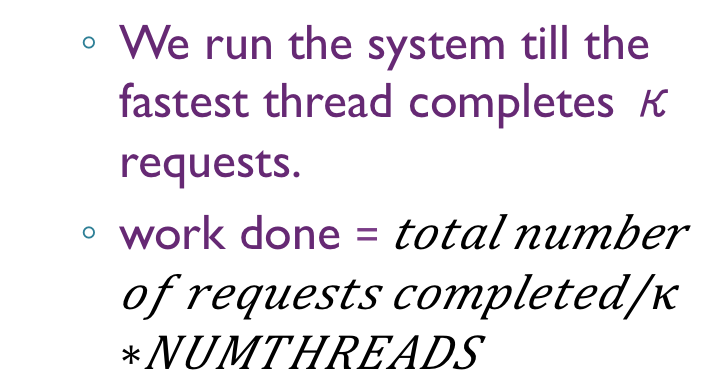 ◦ We run the system till the
fastest thread completes κ
requests.
◦ work done = total number
of requests completed/κ
*NUMTHREADS